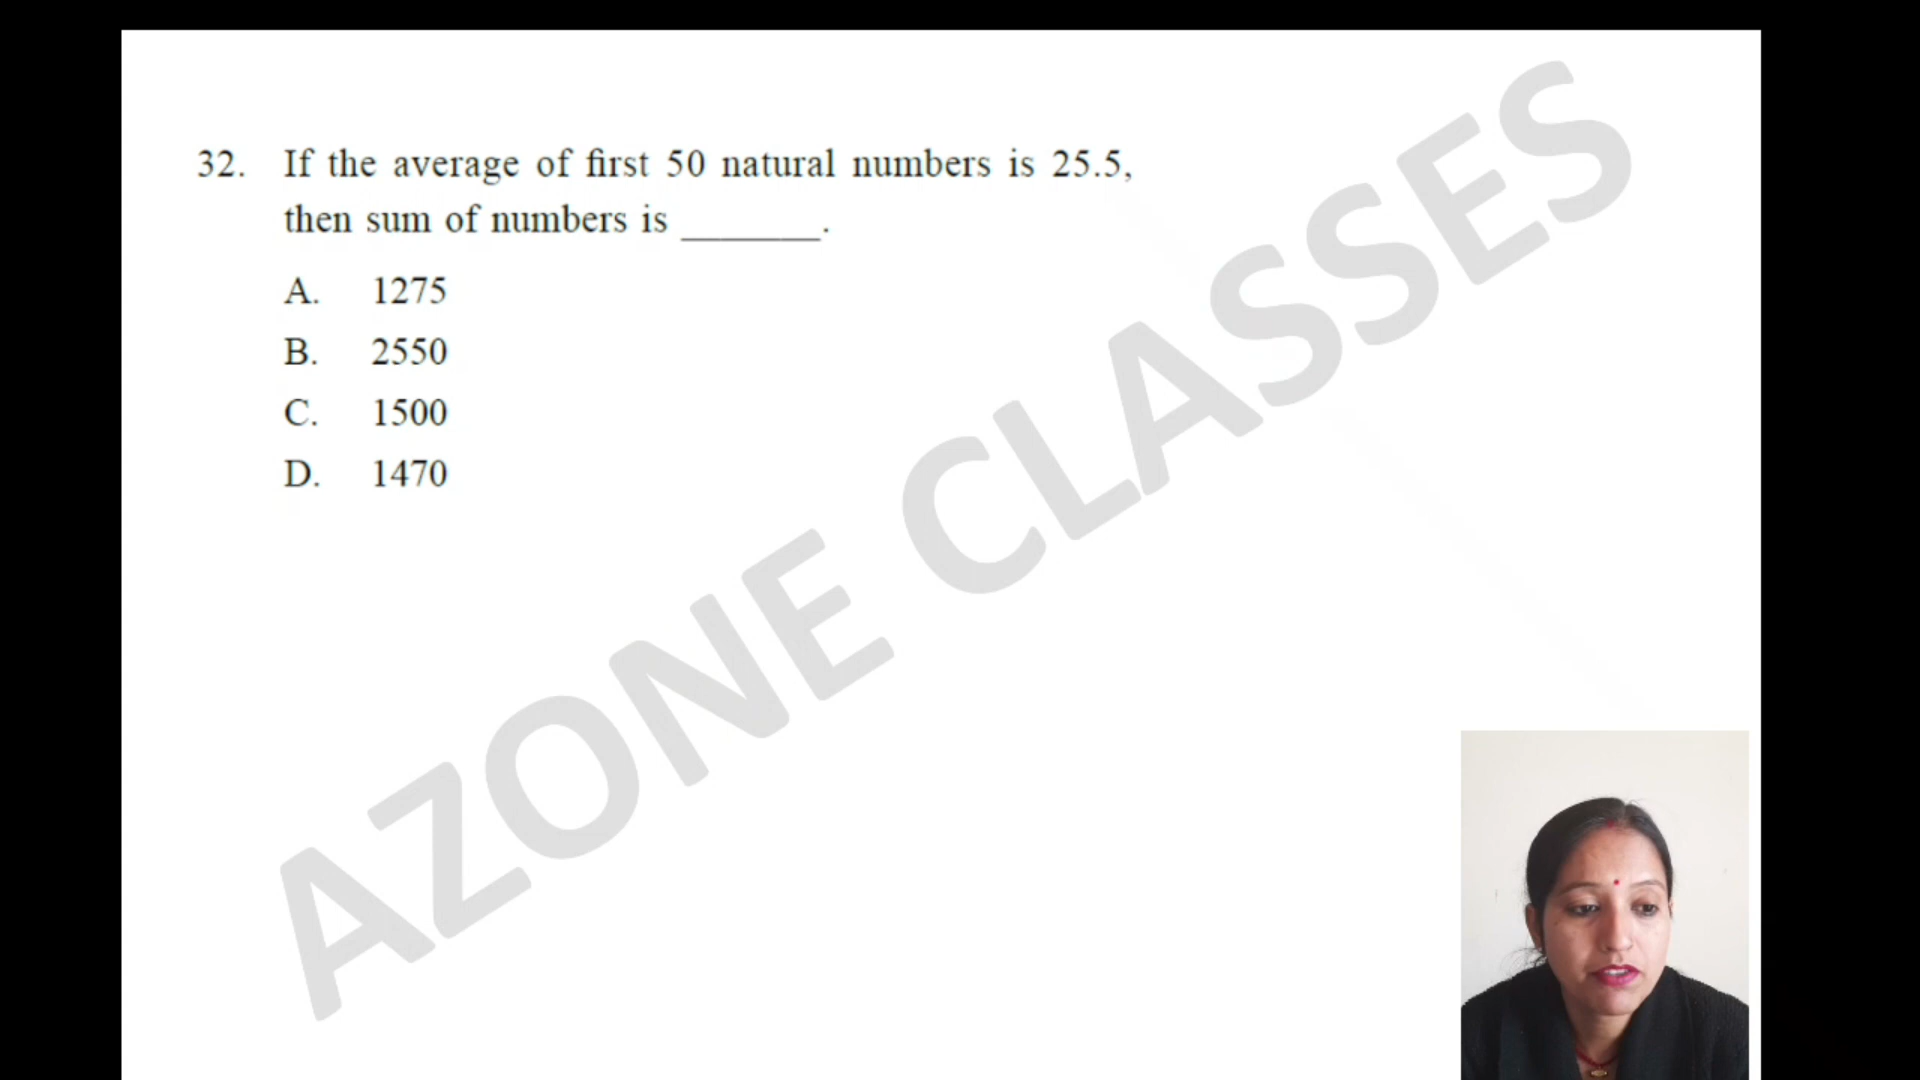 32. If the average of first 50 natural numbers is 25.5,
then sum of numbers is _______.
A. 1275
B. 2550
C. 1500
D. 1470
AZONE CLASSES